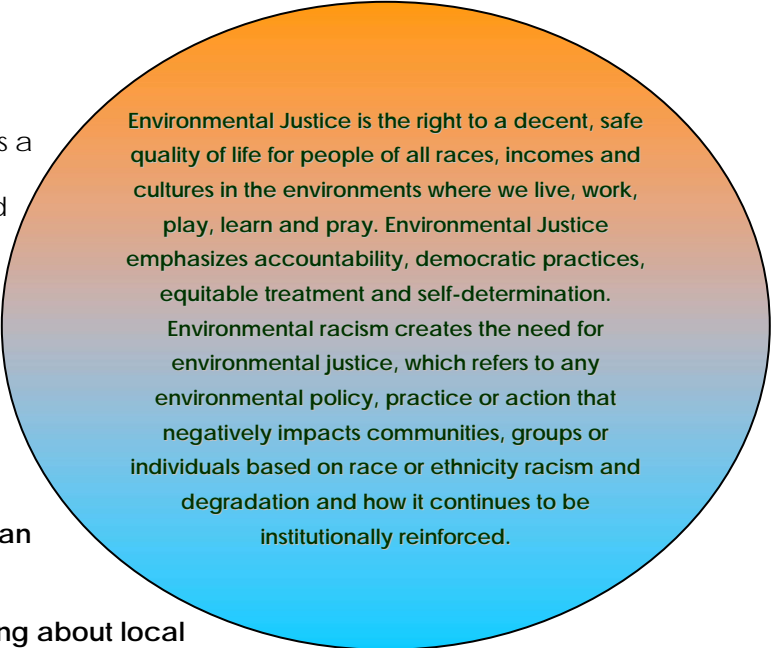 s a
d
Environmental Justice is the right to a decent, safe
quality of life for people of all races, incomes and
cultures in the environments where we live, work,
play, learn and pray. Environmental Justice
emphasizes accountability, democratic practices,
equitable treatment and self-determination.
Environmental racism creates the need for
environmental justice, which refers to any
environmental policy, practice or action that
negatively impacts communities, groups or
individuals based on race or ethnicity racism and
degradation and how it continues to be
institutionally reinforced.
an
ng about local